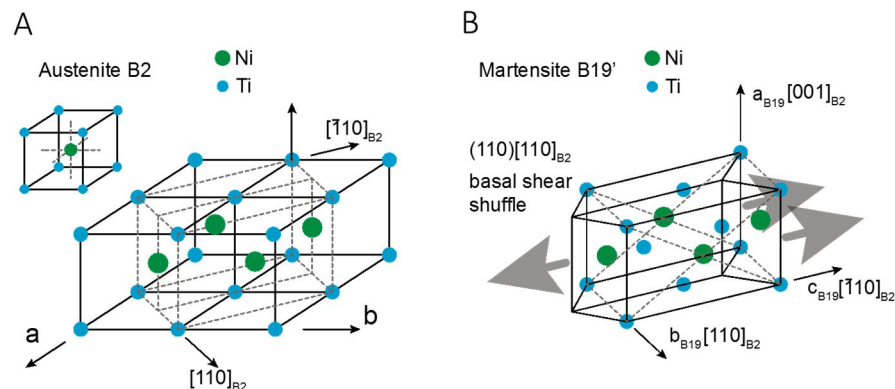 A
Austenite B2
Ni
Ti
[1̄10]B2
a
b
[110]B2
B
Martensite B19'
Ni
Ti
aB19[001]B2
(110)[110]B2
basal shear
shuffle
cB19[1̄10]B2
bB19[110]B2